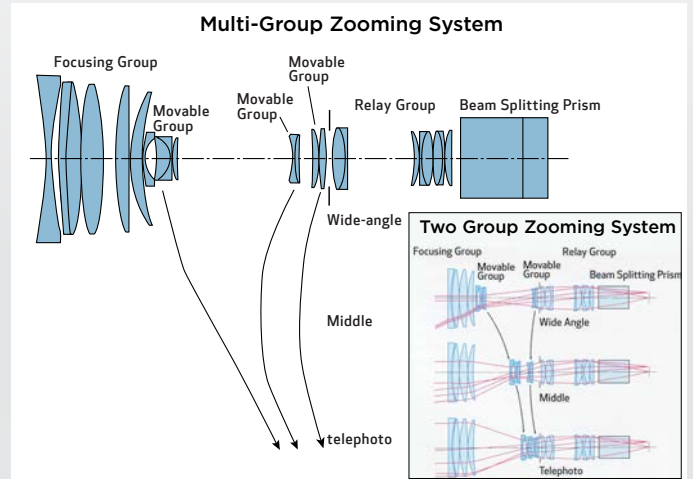 Multi-Group Zooming System
Focusing Group
Movable
Group
Movable
Group
Movable
Group
Relay Group
Beam Splitting Prism
Wide-angle
Middle
telephoto
Two Group Zooming System
Focusing Group
Movable
Group
Movable
Group
Relay Group
Beam Splitting Prism
Wide Angle
Middle
Telephoto